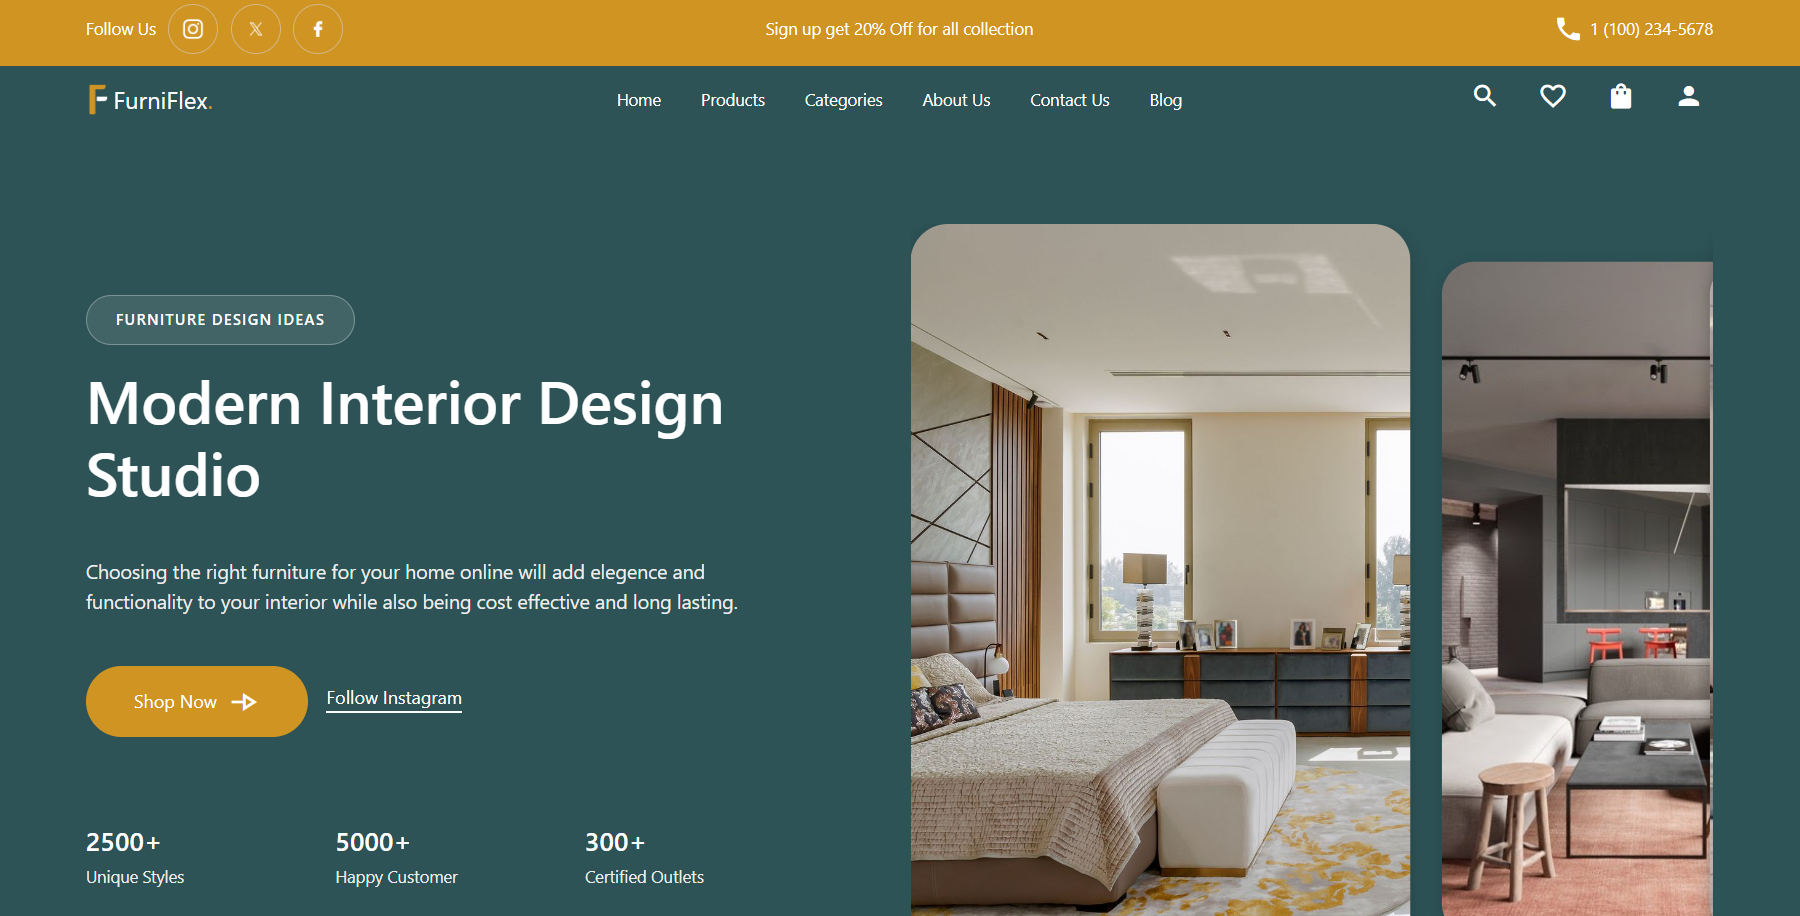 Follow Us
Sign up get 20% Off for all collection
1 (100) 234-5678
FurniFlex.
Home
Products
Categories
About Us
Contact Us
Blog
FURNITURE DESIGN IDEAS
Modern Interior Design
Studio
Choosing the right furniture for your home online will add elegence and
functionality to your interior while also being cost effective and long lasting.
Shop Now
Follow Instagram
2500+
5000+
300+
Unique Styles
Happy Customer
Certified Outlets